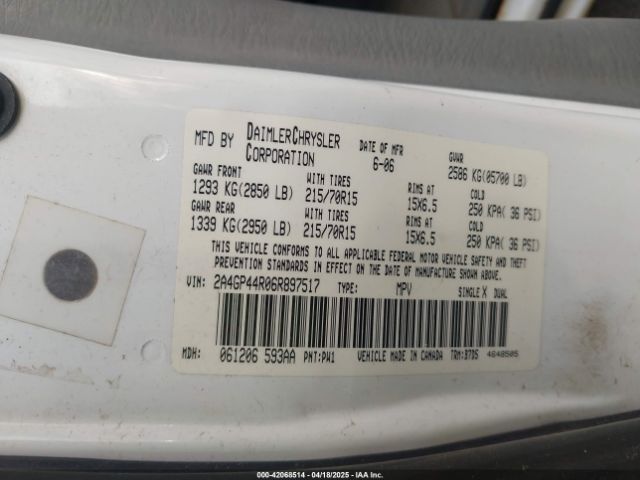 MFD BY DAIMLERCHRYSLER CORPORATION DATE OF MFR 6-06 GVWR 2586 KG(05700 LB)
GAWR FRONT WITH TIRES RIMS AT COLD
1293 KG(2850 LB) 215/70R15 15X6.5 250 KPA( 36 PSI)
GAWR REAR WITH TIRES RIMS AT COLD
1339 KG(2950 LB) 215/70R15 15X6.5 250 KPA( 36 PSI)
THIS VEHICLE CONFORMS TO ALL APPLICABLE FEDERAL MOTOR VEHICLE SAFETY AND THEFT
PREVENTION STANDARDS IN EFFECT ON THE DATE OF MANUFACTURE SHOWN ABOVE.
VIN: 2A4GP44R06R897517 TYPE: MPV SINGLE X DUAL
MDH: 061206 593AA PNT:PW1 VEHICLE MADE IN CANADA TRM:B7D5 4648505
000-42068514 - 04/18/2025 - IAA Inc.